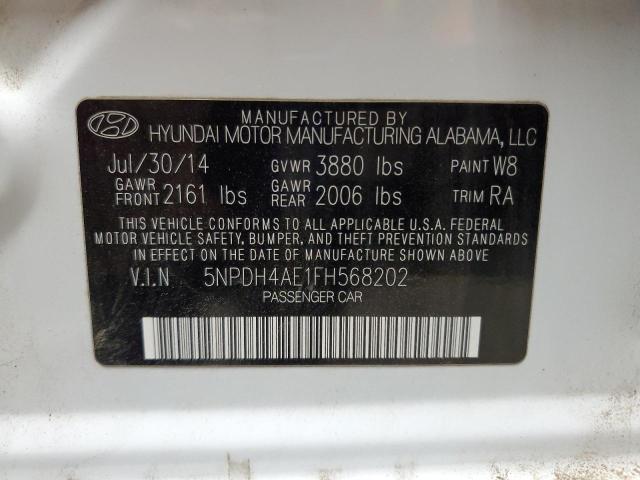 MANUFACTURED BY
HYUNDAI MOTOR MANUFACTURING ALABAMA, LLC
Jul/30/14 GVWR 3880 lbs PAINT W8
GAWR FRONT 2161 lbs GAWR REAR 2006 lbs TRIM RA
THIS VEHICLE CONFORMS TO ALL APPLICABLE U.S.A. FEDERAL
MOTOR VEHICLE SAFETY, BUMPER, AND THEFT PREVENTION STANDARDS
IN EFFECT ON THE DATE OF MANUFACTURE SHOWN ABOVE.
V.I.N 5NPDH4AE1FH568202
PASSENGER CAR